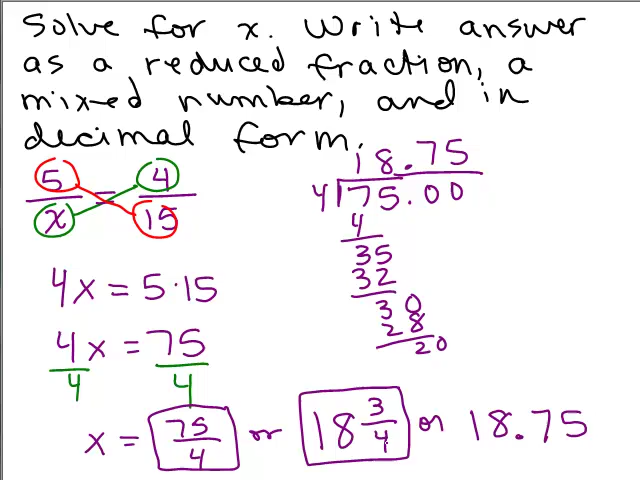 Solve for x. Write answer
as a reduced fraction, a
mixed number, and in
decimal form.
5/x = 4/15
4x = 5·15
4x/4 = 75/4
x = 75/4 or 18 3/4 or 18.75
18.75
4)75.00
4
35
32
30
28
20